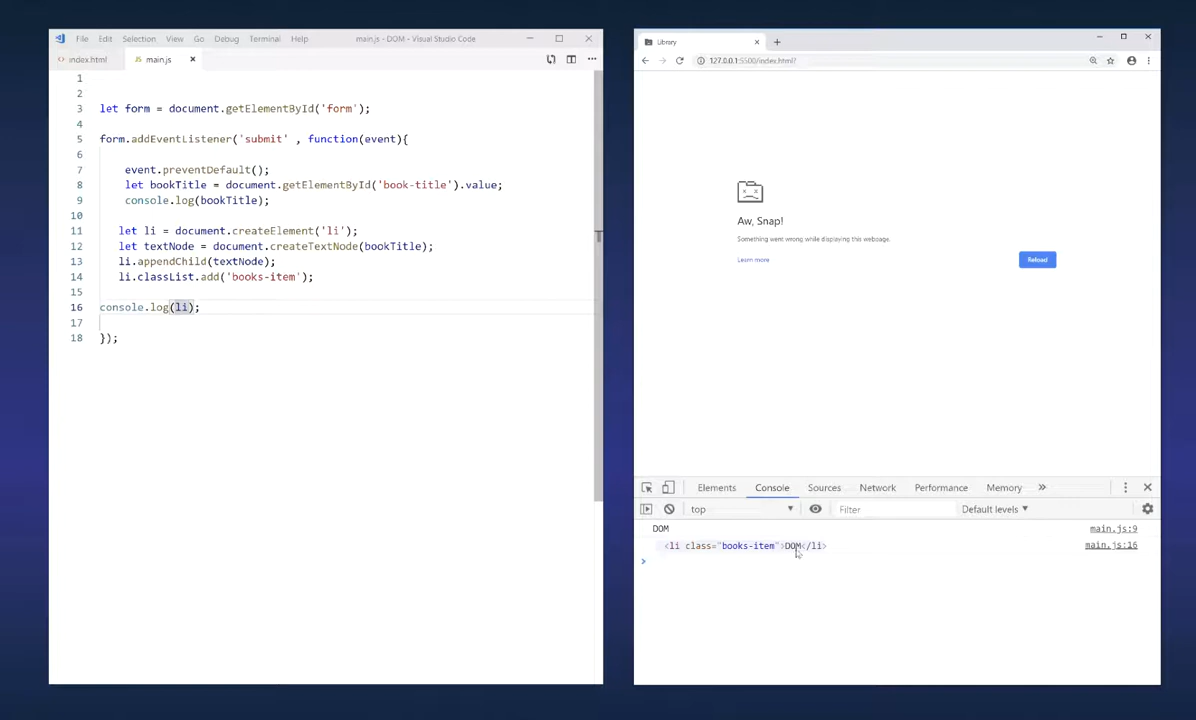 File Edit Selection View Go Debug Terminal Help main.js - DOM - Visual Studio Code
index.html main.js
1
2
3 let form = document.getElementById('form');
4
5 form.addEventListener('submit' , function(event){
6
7 event.preventDefault();
8 let bookTitle = document.getElementById('book-title').value;
9 console.log(bookTitle);
10
11 let li = document.createElement('li');
12 let textNode = document.createTextNode(bookTitle);
13 li.appendChild(textNode);
14 li.classList.add('books-item');
15
16 console.log(li);
17
18 });
Library
127.0.0.1:5500/index.html?
Aw, Snap!
Something went wrong while displaying this webpage.
Learn more Reload
Elements Console Sources Network Performance Memory »
top Filter Default levels
DOM main.js:9
<li class="books-item">DOM</li> main.js:16